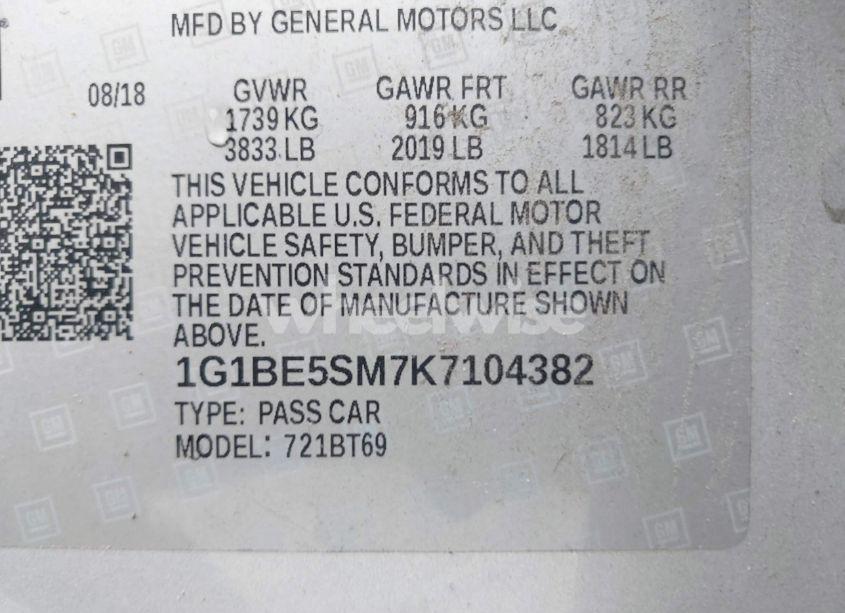 MFD BY GENERAL MOTORS LLC
08/18 GVWR GAWR FRT GAWR RR
1739 KG 916 KG 823 KG
3833 LB 2019 LB 1814 LB
THIS VEHICLE CONFORMS TO ALL
APPLICABLE U.S. FEDERAL MOTOR
VEHICLE SAFETY, BUMPER, AND THEFT
PREVENTION STANDARDS IN EFFECT ON
THE DATE OF MANUFACTURE SHOWN
wheelwise
ABOVE.
1G1BE5SM7K7104382
TYPE: PASS CAR
MODEL: 721BT69
GM